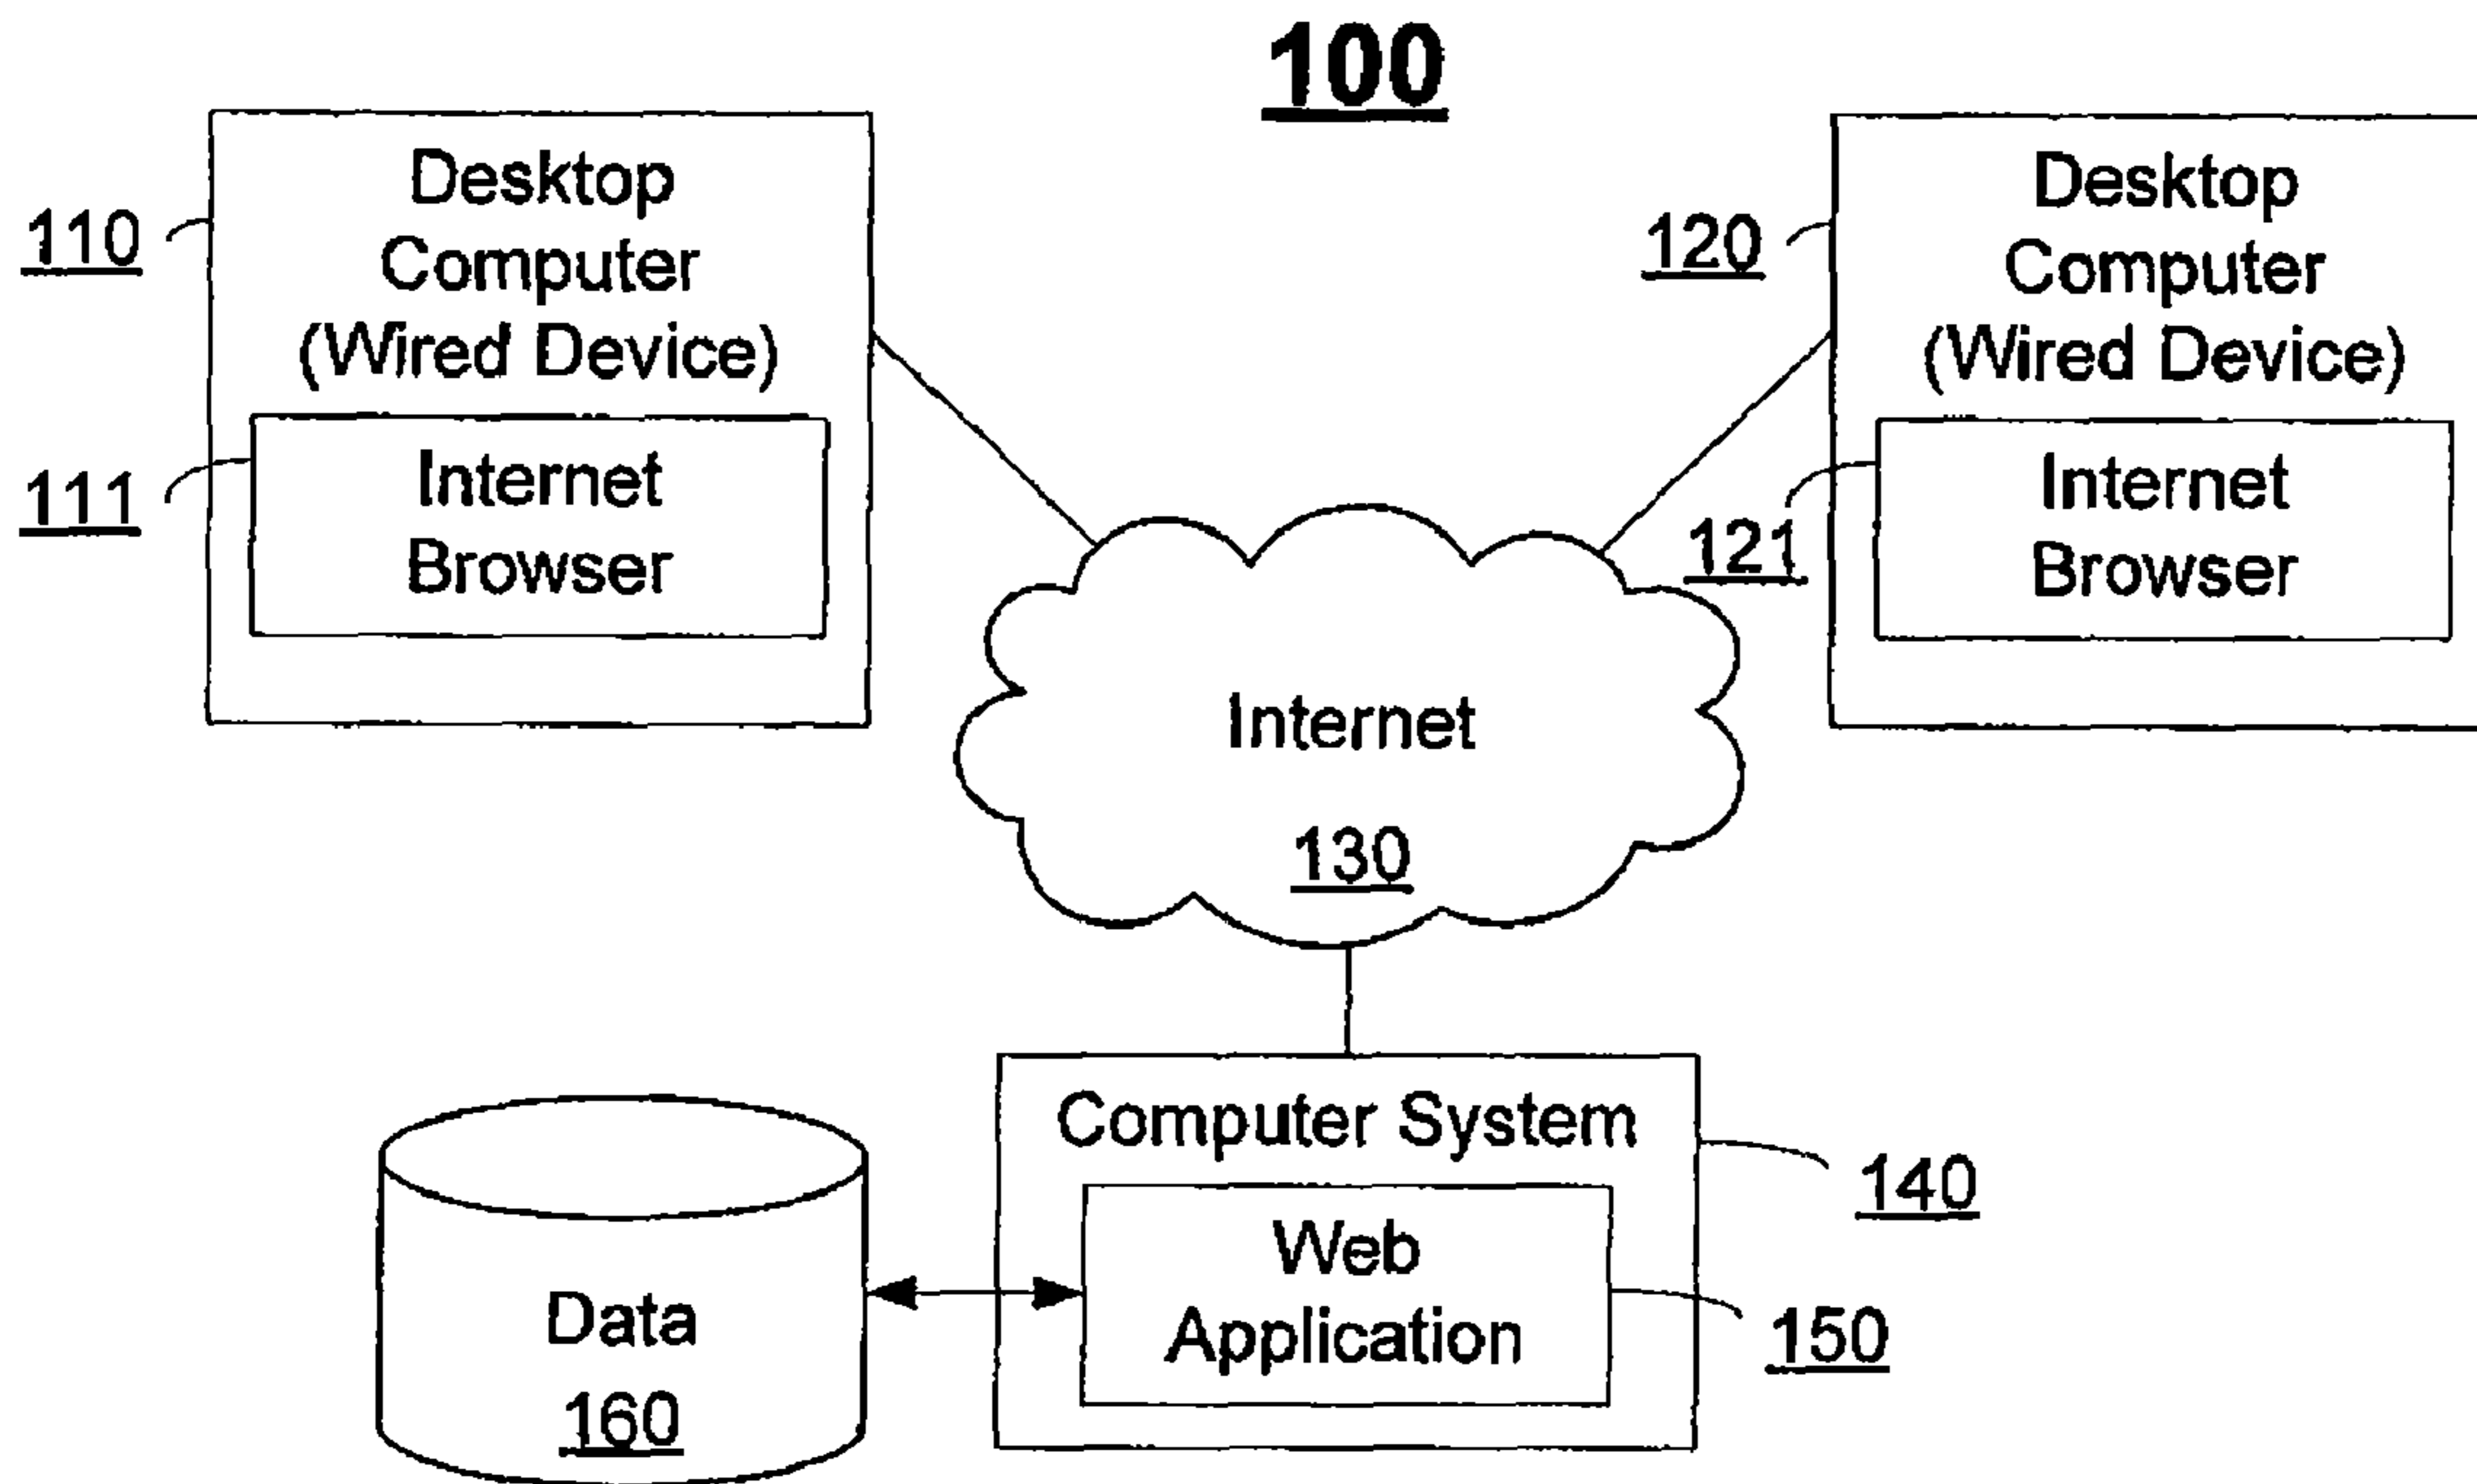 100
110
Desktop
Computer
(Wired Device)
111
Internet
Browser
120
Desktop
Computer
(Wired Device)
121
Internet
Browser
Internet
130
Computer System
140
Web
Application
150
Data
160